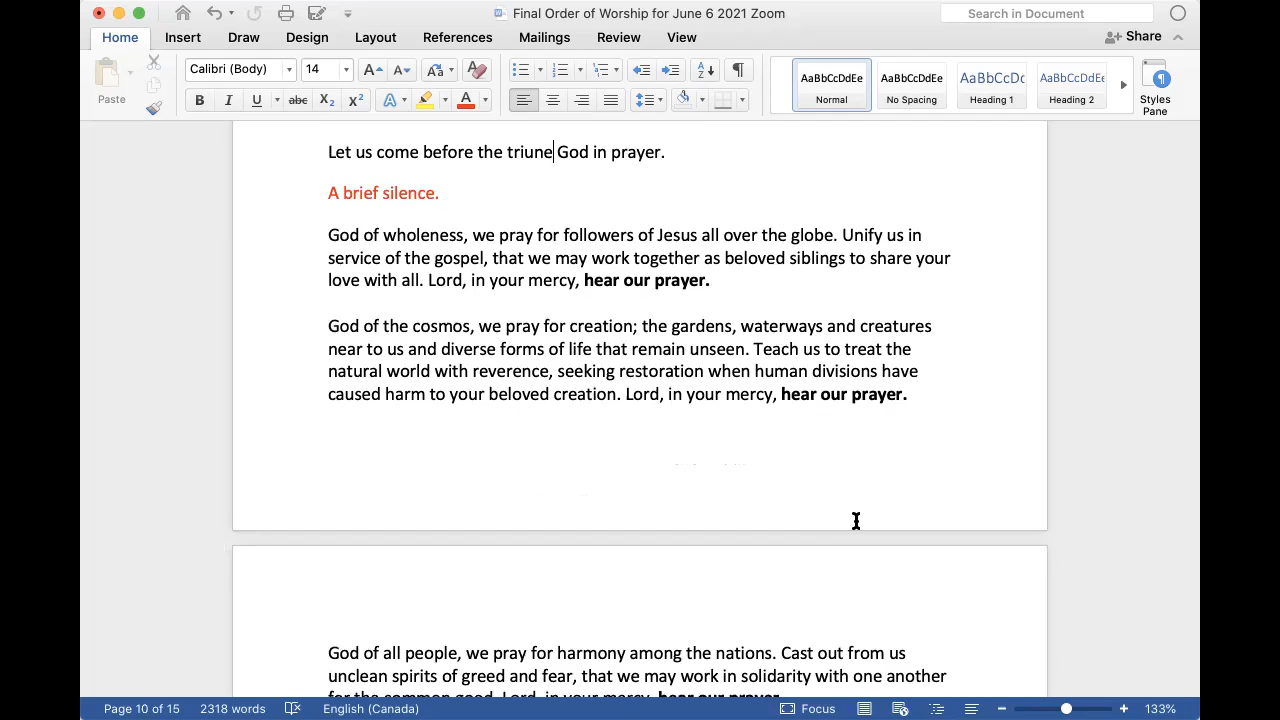 Final Order of Worship for June 6 2021 Zoom
Search in Document
Home Insert Draw Design Layout References Mailings Review View Share
Paste
Calibri (Body) 14
B I U abc X₂ X²
AaBbCcDdEe AaBbCcDdEe AaBbCcDc AaBbCcDdEe
Normal No Spacing Heading 1 Heading 2
Styles
Pane
Let us come before the triune God in prayer.
A brief silence.
God of wholeness, we pray for followers of Jesus all over the globe. Unify us in
service of the gospel, that we may work together as beloved siblings to share your
love with all. Lord, in your mercy, hear our prayer.
God of the cosmos, we pray for creation; the gardens, waterways and creatures
near to us and diverse forms of life that remain unseen. Teach us to treat the
natural world with reverence, seeking restoration when human divisions have
caused harm to your beloved creation. Lord, in your mercy, hear our prayer.
God of all people, we pray for harmony among the nations. Cast out from us
unclean spirits of greed and fear, that we may work in solidarity with one another
for the common good. Lord, in your mercy, hear our prayer.
Page 10 of 15 2318 words English (Canada) Focus 133%